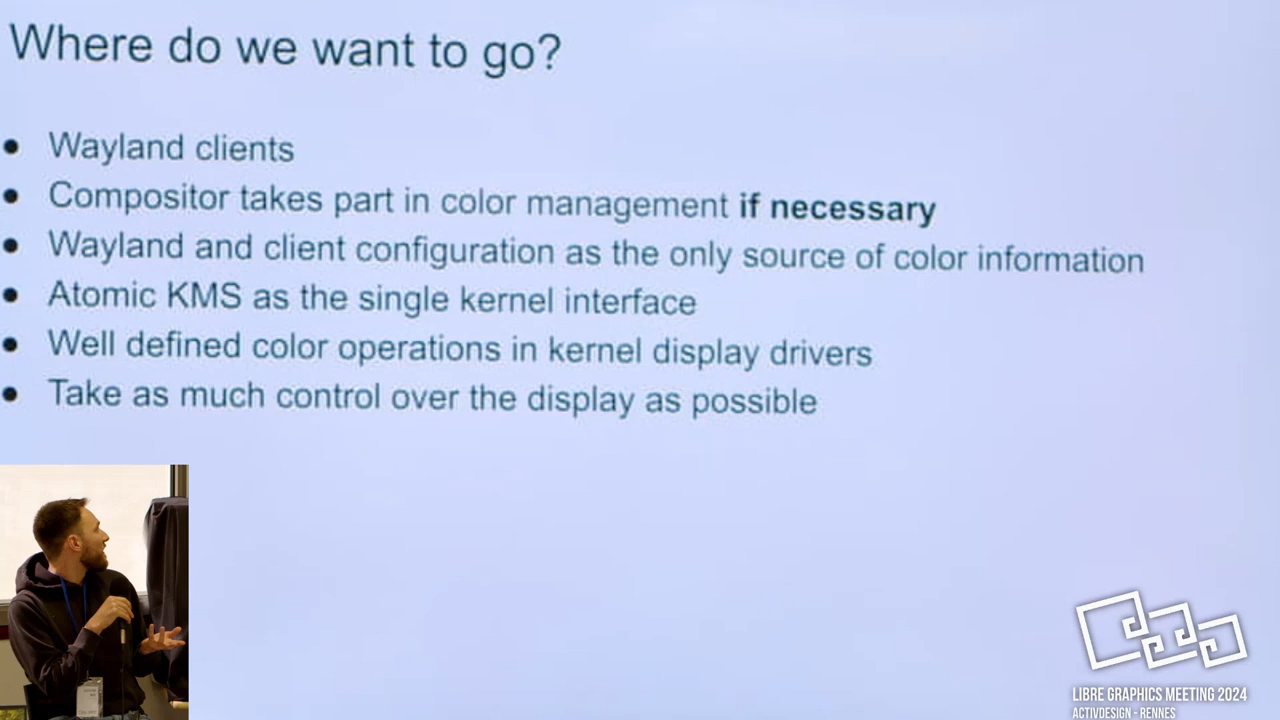 Where do we want to go?
Wayland clients
Compositor takes part in color management if necessary
Wayland and client configuration as the only source of color information
Atomic KMS as the single kernel interface
Well defined color operations in kernel display drivers
Take as much control over the display as possible
LIBRE GRAPHICS MEETING 2024
ACTIVDESIGN - RENNES